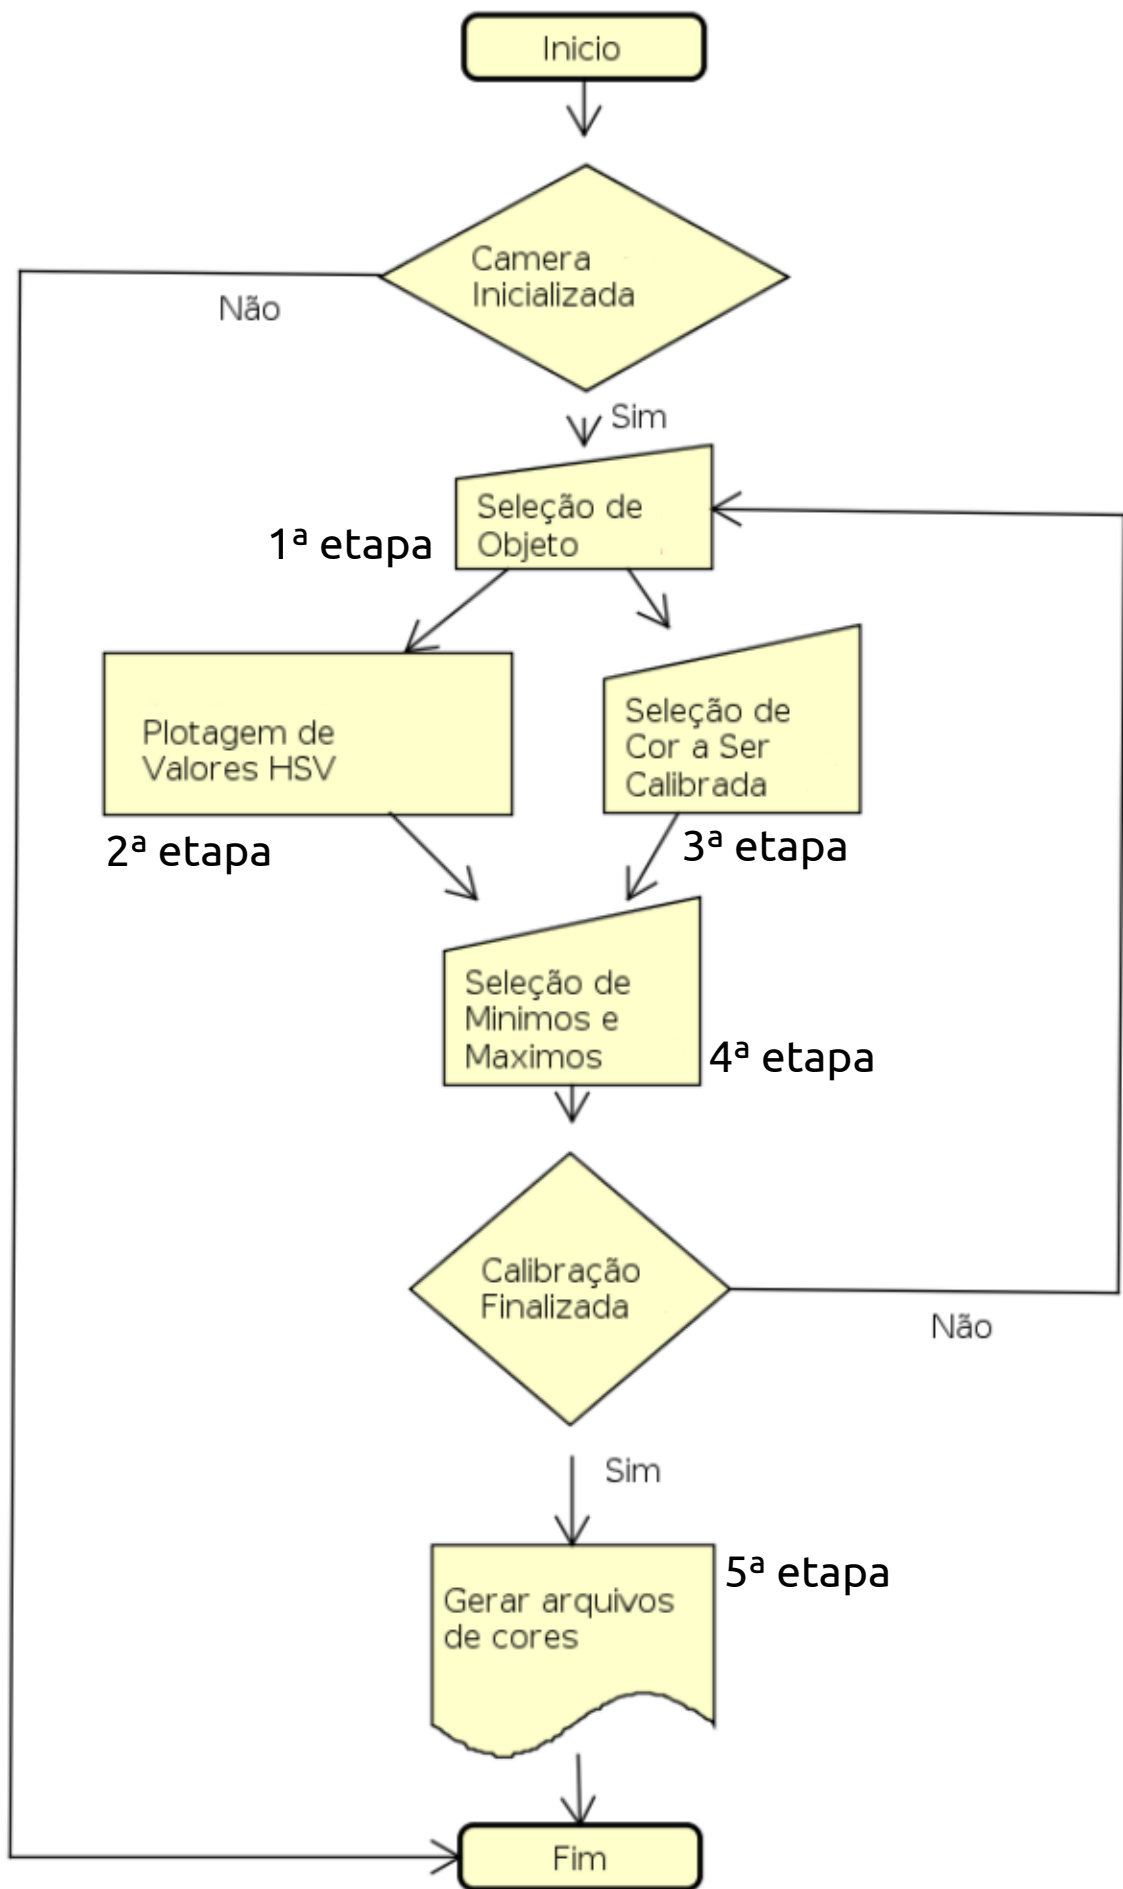 Inicio
Camera
Inicializada
Não
Sim
Seleção de
Objeto
1ª etapa
Plotagem de
Valores HSV
2ª etapa
Seleção de
Cor a Ser
Calibrada
3ª etapa
Seleção de
Minimos e
Maximos
4ª etapa
Calibração
Finalizada
Não
Sim
Gerar arquivos
de cores
5ª etapa
Fim